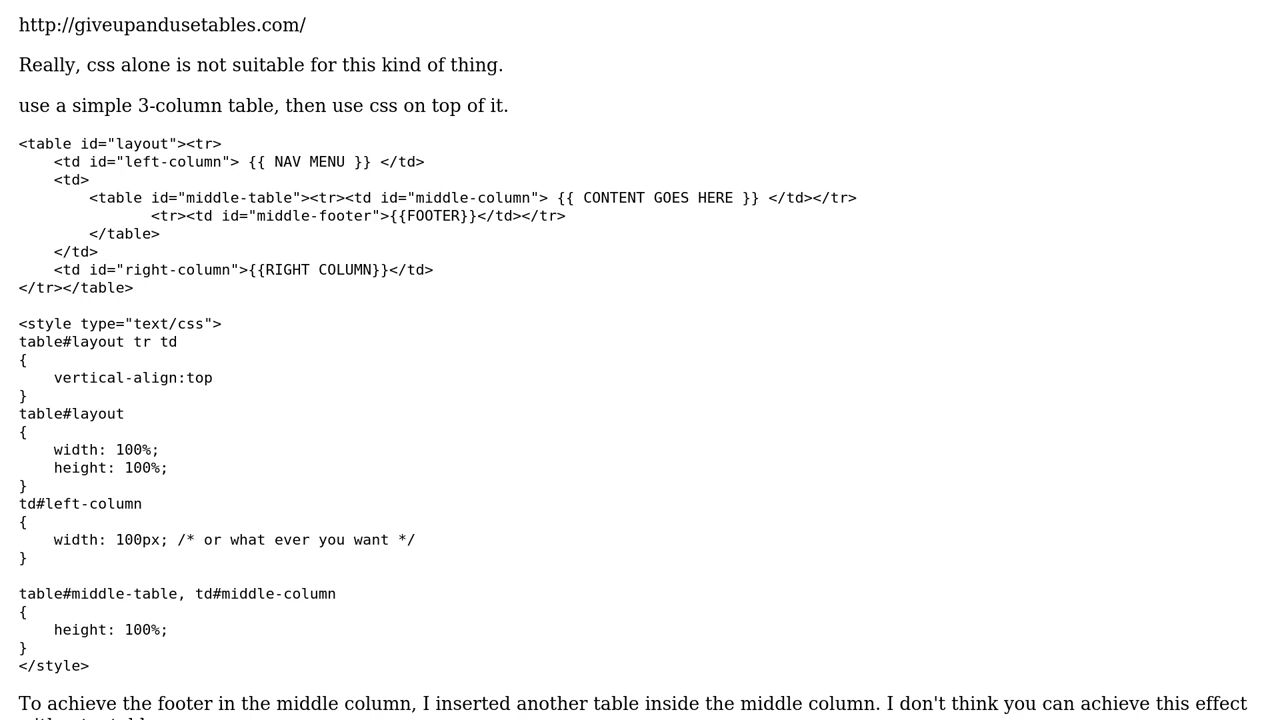 http://giveupandusetables.com/
Really, css alone is not suitable for this kind of thing.
use a simple 3-column table, then use css on top of it.
<table id="layout"><tr>
    <td id="left-column"> {{ NAV MENU }} </td>
    <td>
        <table id="middle-table"><tr><td id="middle-column"> {{ CONTENT GOES HERE }} </td></tr>
               <tr><td id="middle-footer">{{FOOTER}}</td></tr>
        </table>
    </td>
    <td id="right-column">{{RIGHT COLUMN}}</td>
</tr></table>

<style type="text/css">
table#layout tr td
{
    vertical-align:top
}
table#layout
{
    width: 100%;
    height: 100%;
}
td#left-column
{
    width: 100px; /* or what ever you want */
}

table#middle-table, td#middle-column
{
    height: 100%;
}
</style>
To achieve the footer in the middle column, I inserted another table inside the middle column. I don't think you can achieve this effect